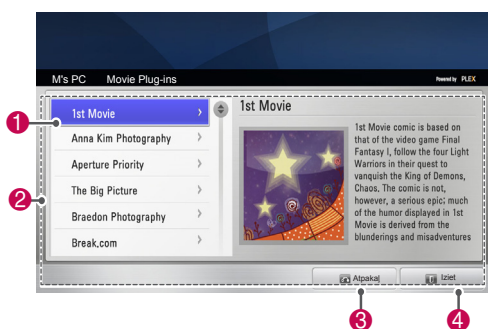 M's PC Movie Plug-ins Powered by PLEX
1 1st Movie
Anna Kim Photography
Aperture Priority
2 The Big Picture
Braedon Photography
Break.com
1st Movie
1st Movie comic is based on
that of the video game Final
Fantasy I, follow the four Light
Warriors in their quest to
vanquish the King of Demons,
Chaos. The comic is not,
however, a serious epic; much
of the humor displayed in 1st
Movie is derived from the
blunderings and misadventures
Atpakaļ Iziet
3 4